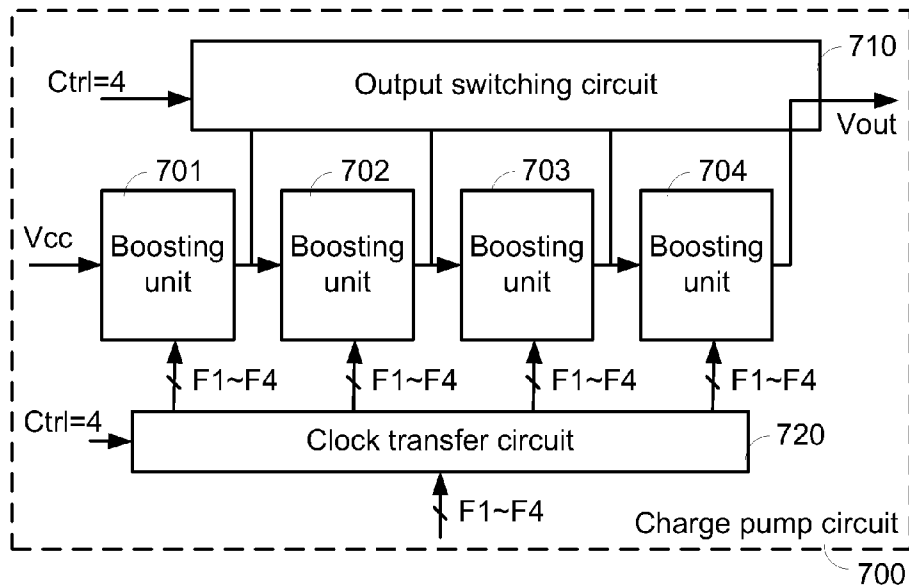 710
Ctrl=4
Output switching circuit
Vout
701
702
703
704
Vcc
Boosting
unit
Boosting
unit
Boosting
unit
Boosting
unit
F1~F4
F1~F4
F1~F4
F1~F4
Ctrl=4
Clock transfer circuit
720
F1~F4
Charge pump circuit
700